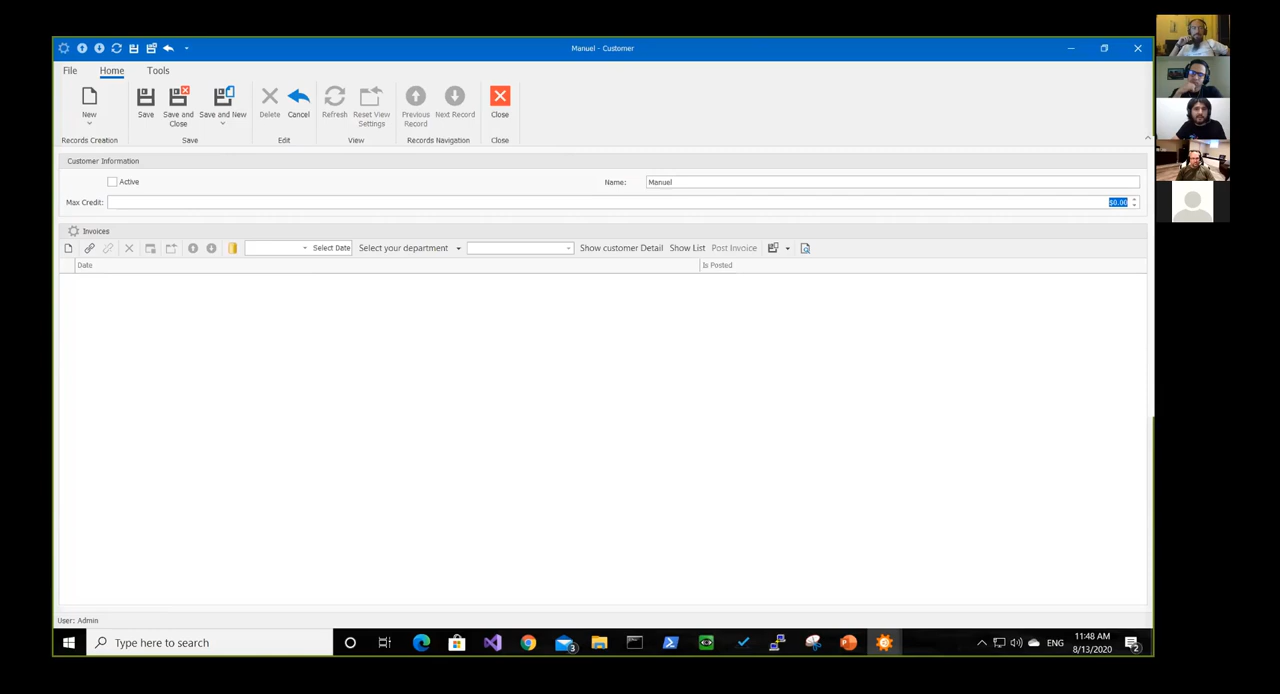 Manuel - Customer
File Home Tools
New Save Save and Close Save and New Delete Cancel Refresh Reset View Settings Previous Record Next Record Close
Records Creation Save Edit View Records Navigation Close
Customer Information
Active Name: Manuel
Max Credit: $0.00
Invoices
Select Date Select your department Show customer Detail Show List Post Invoice
Date Is Posted
User: Admin
Type here to search 3 ENG 11:48 AM
8/13/2020 2